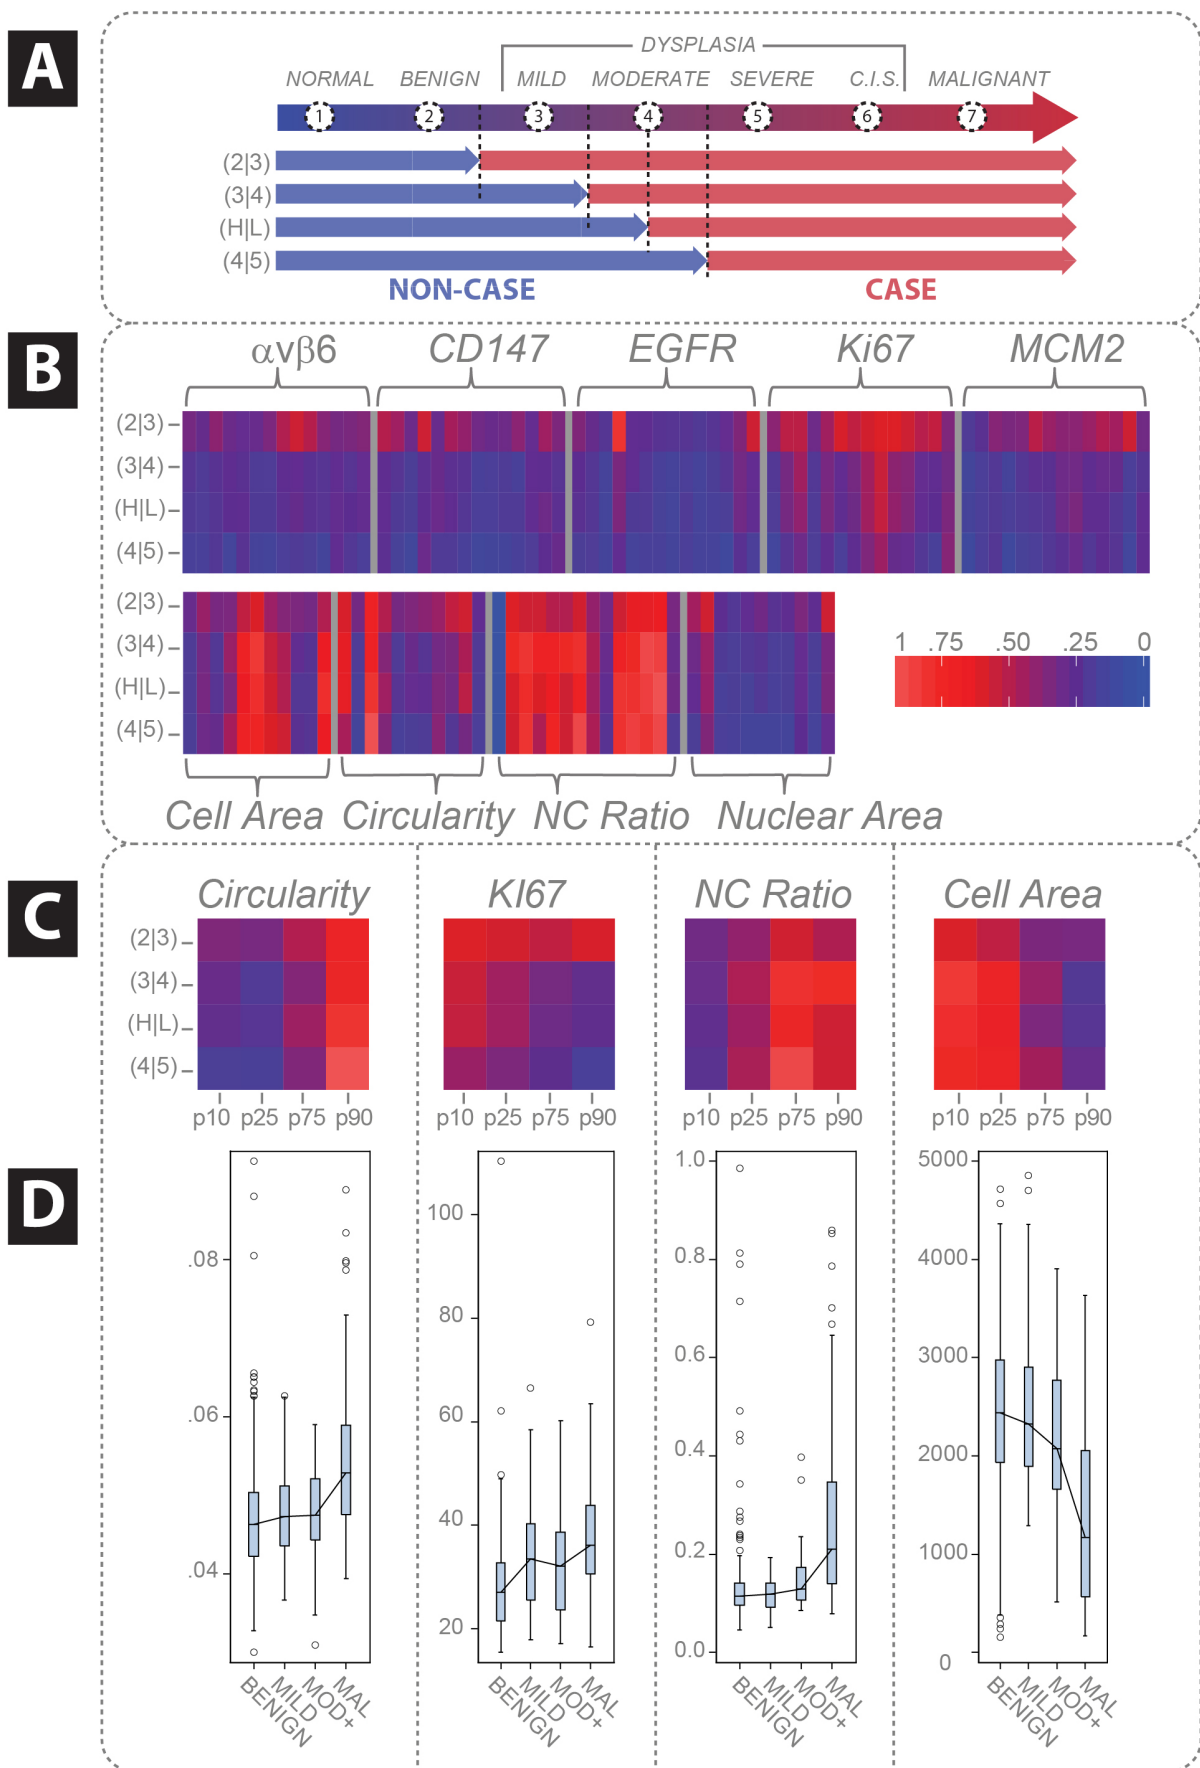 A
DYSPLASIA
NORMAL BENIGN MILD MODERATE SEVERE C.I.S. MALIGNANT
1 2 3 4 5 6 7
(2|3)
(3|4)
(H|L)
(4|5)
NON-CASE CASE
B
αvβ6 CD147 EGFR Ki67 MCM2
(2|3)
(3|4)
(H|L)
(4|5)
(2|3)
(3|4)
(H|L)
(4|5)
1 .75 .50 .25 0
Cell Area Circularity NC Ratio Nuclear Area
C
Circularity KI67 NC Ratio Cell Area
(2|3)
(3|4)
(H|L)
(4|5)
p10 p25 p75 p90 p10 p25 p75 p90 p10 p25 p75 p90 p10 p25 p75 p90
D
.08
.06
.04
BENIGN MILD MOD+ MAL
100
80
60
40
20
BENIGN MILD MOD+ MAL
1.0
0.8
0.6
0.4
0.2
0.0
BENIGN MILD MOD+ MAL
5000
4000
3000
2000
1000
0
BENIGN MILD MOD+ MAL